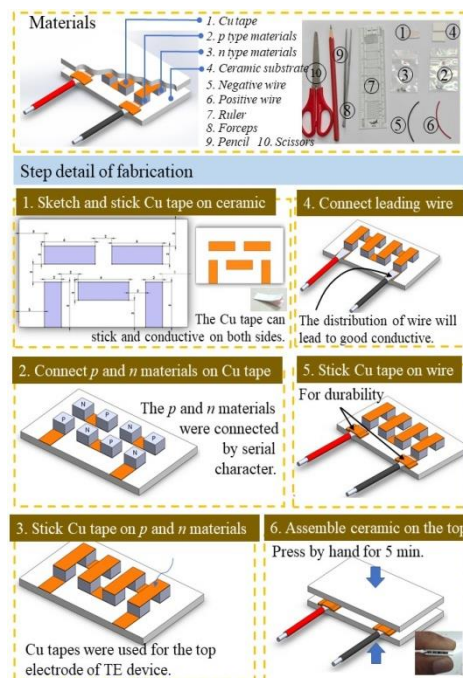 Materials
1. Cu tape
2. p type materials
3. n type materials
4. Ceramic substrate
5. Negative wire
6. Positive wire
7. Ruler
8. Forceps
9. Pencil 10. Scissors
① ④
⑩ ⑨ ⑧ ⑦ ③ ②
⑤ ⑥
Step detail of fabrication
1. Sketch and stick Cu tape on ceramic
The Cu tape can
stick and conductive on both sides.
2. Connect p and n materials on Cu tape
N P N P
P N P N
The p and n materials
were connected
by serial
character.
3. Stick Cu tape on p and n materials
Cu tapes were used for the top
electrode of TE device.
4. Connect leading wire
The distribution of wire will
lead to good conductive.
5. Stick Cu tape on wire
For durability
6. Assemble ceramic on the top
Press by hand for 5 min.